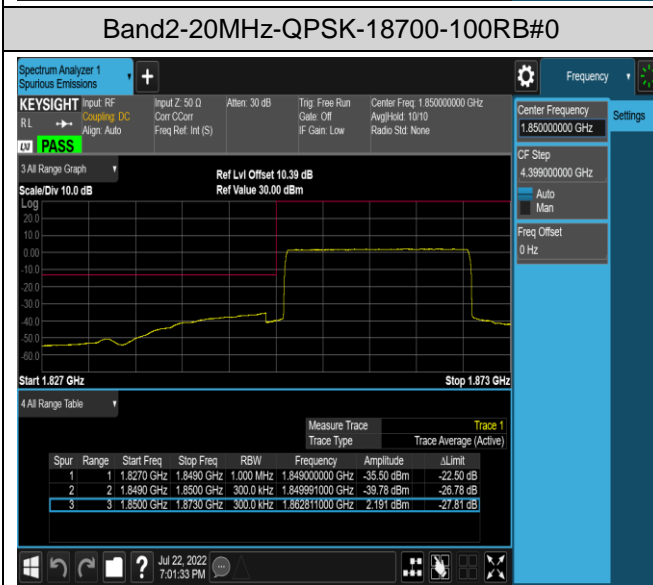 Band2-20MHz-QPSK-18700-100RB#0
Spectrum Analyzer 1
Spurious Emissions
+
Frequency
KEYSIGHT Input: RF Input Z: 50 Ω Atten: 30 dB Trig: Free Run Center Freq: 1.850000000 GHz
RL Coupling: DC Corr CCorr Gate: Off Avg|Hold: 10/10
Align: Auto Freq Ref: Int (S) IF Gain: Low Radio Std: None
LXI PASS
Center Frequency
1.850000000 GHz
Settings
CF Step
4.399000000 GHz
Auto
Man
Freq Offset
0 Hz
3 All Range Graph
Ref Lvl Offset 10.39 dB
Scale/Div 10.0 dB Ref Value 30.00 dBm
Log
20.0
10.0
0.00
-10.0
-20.0
-30.0
-40.0
-50.0
-60.0
Start 1.827 GHz Stop 1.873 GHz
4 All Range Table
Measure Trace Trace 1
Trace Type Trace Average (Active)
Spur Range Start Freq Stop Freq RBW Frequency Amplitude ΔLimit
1 1 1.8270 GHz 1.8490 GHz 1.000 MHz 1.849000000 GHz -35.50 dBm -22.50 dB
2 2 1.8490 GHz 1.8500 GHz 300.0 kHz 1.849991000 GHz -39.78 dBm -26.78 dB
3 3 1.8500 GHz 1.8730 GHz 300.0 kHz 1.862811000 GHz 2.191 dBm -27.81 dB
?
Jul 22, 2022
7:01:33 PM